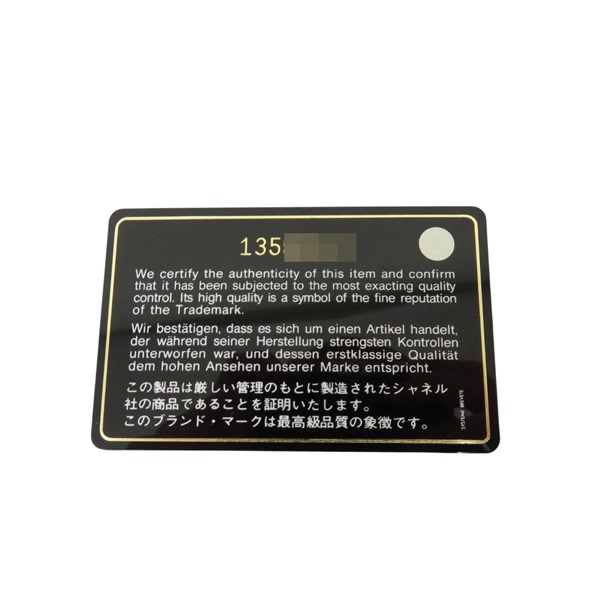 135
We certify the authenticity of this item and confirm
that it has been subjected to the most exacting quality
control. Its high quality is a symbol of the fine reputation
of the Trademark.
Wir bestätigen, dass es sich um einen Artikel handelt,
der während seiner Herstellung strengsten Kontrollen
unterworfen war, und dessen erstklassige Qualität
dem hohen Ansehen unserer Marke entspricht.
この製品は厳しい管理のもとに製造されたシャネル
社の商品であることを証明いたします。
このブランド・マークは最高級品質の象徴です。
SYSTEME BREVETE